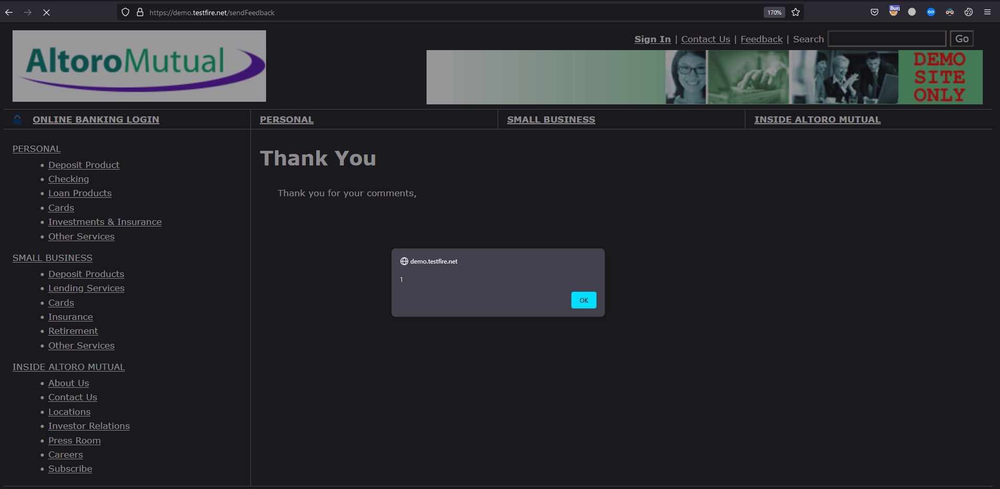 https://demo.testfire.net/sendFeedback
170%
Burp
AltoroMutual
Sign In | Contact Us | Feedback | Search Go
DEMO
SITE
ONLY
ONLINE BANKING LOGIN
PERSONAL
SMALL BUSINESS
INSIDE ALTORO MUTUAL
PERSONAL
Deposit Product
Checking
Loan Products
Cards
Investments & Insurance
Other Services
SMALL BUSINESS
Deposit Products
Lending Services
Cards
Insurance
Retirement
Other Services
INSIDE ALTORO MUTUAL
About Us
Contact Us
Locations
Investor Relations
Press Room
Careers
Subscribe
Thank You
Thank you for your comments,
demo.testfire.net
1
OK